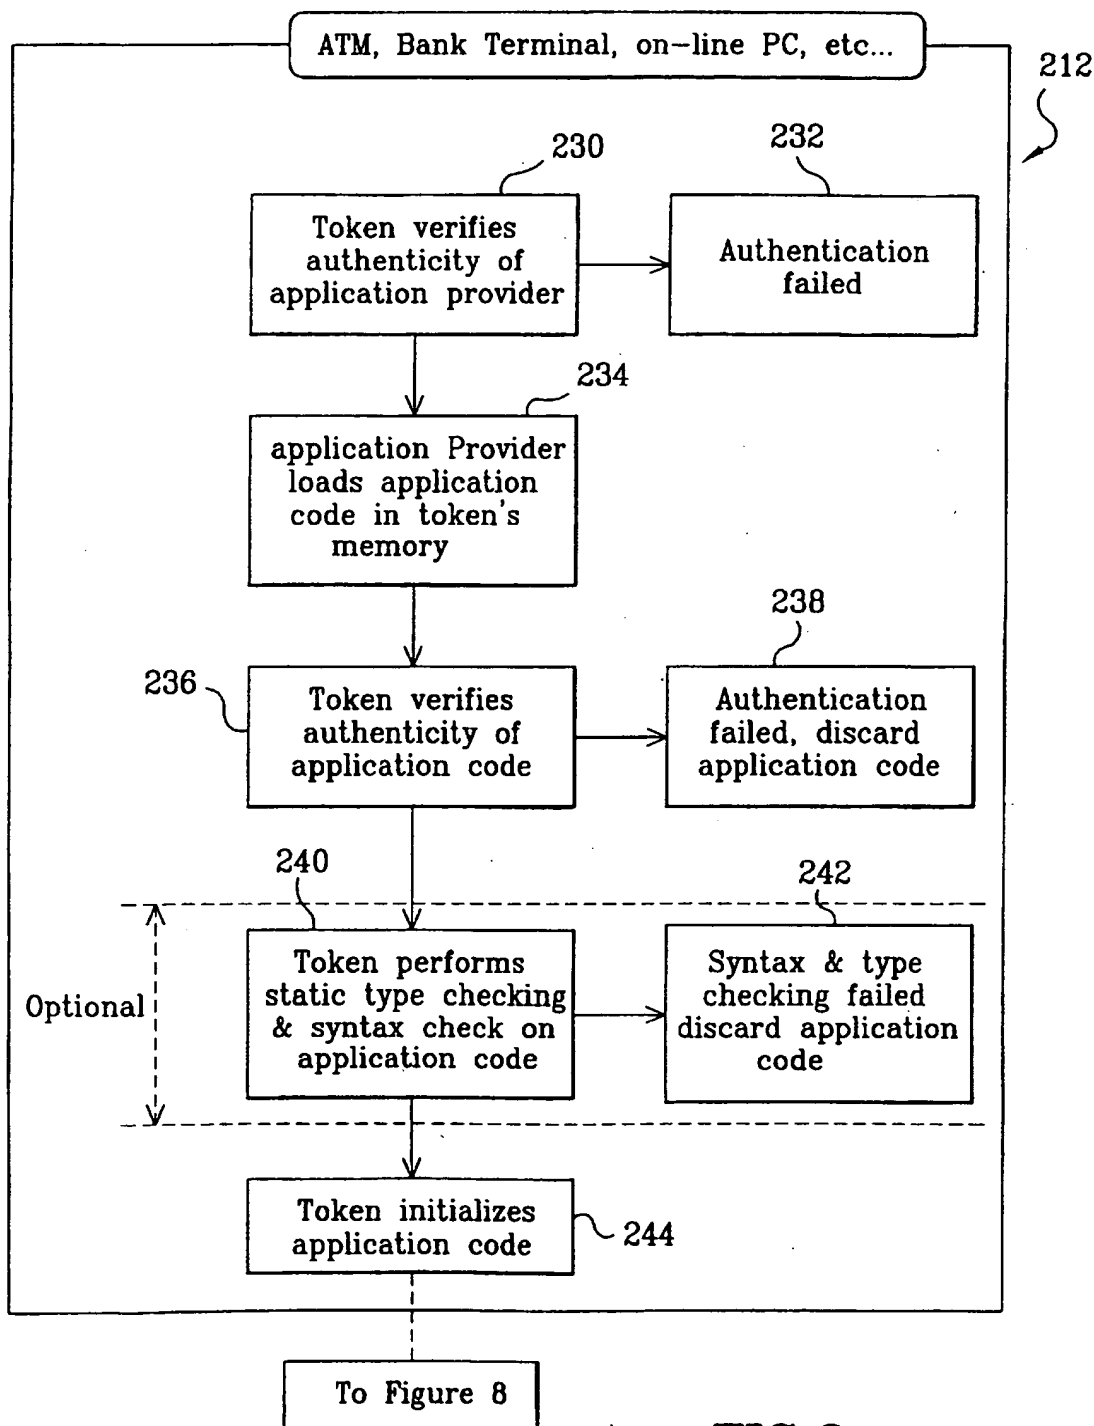 ATM, Bank Terminal, on-line PC, etc...
212
230
232
Token verifies
authenticity of
application provider
Authentication
failed
234
application Provider
loads application
code in token's
memory
236
238
Token verifies
authenticity of
application code
Authentication
failed, discard
application code
240
242
Optional
Token performs
static type checking
& syntax check on
application code
Syntax & type
checking failed
discard application
code
Token initializes
application code
244
To Figure 8